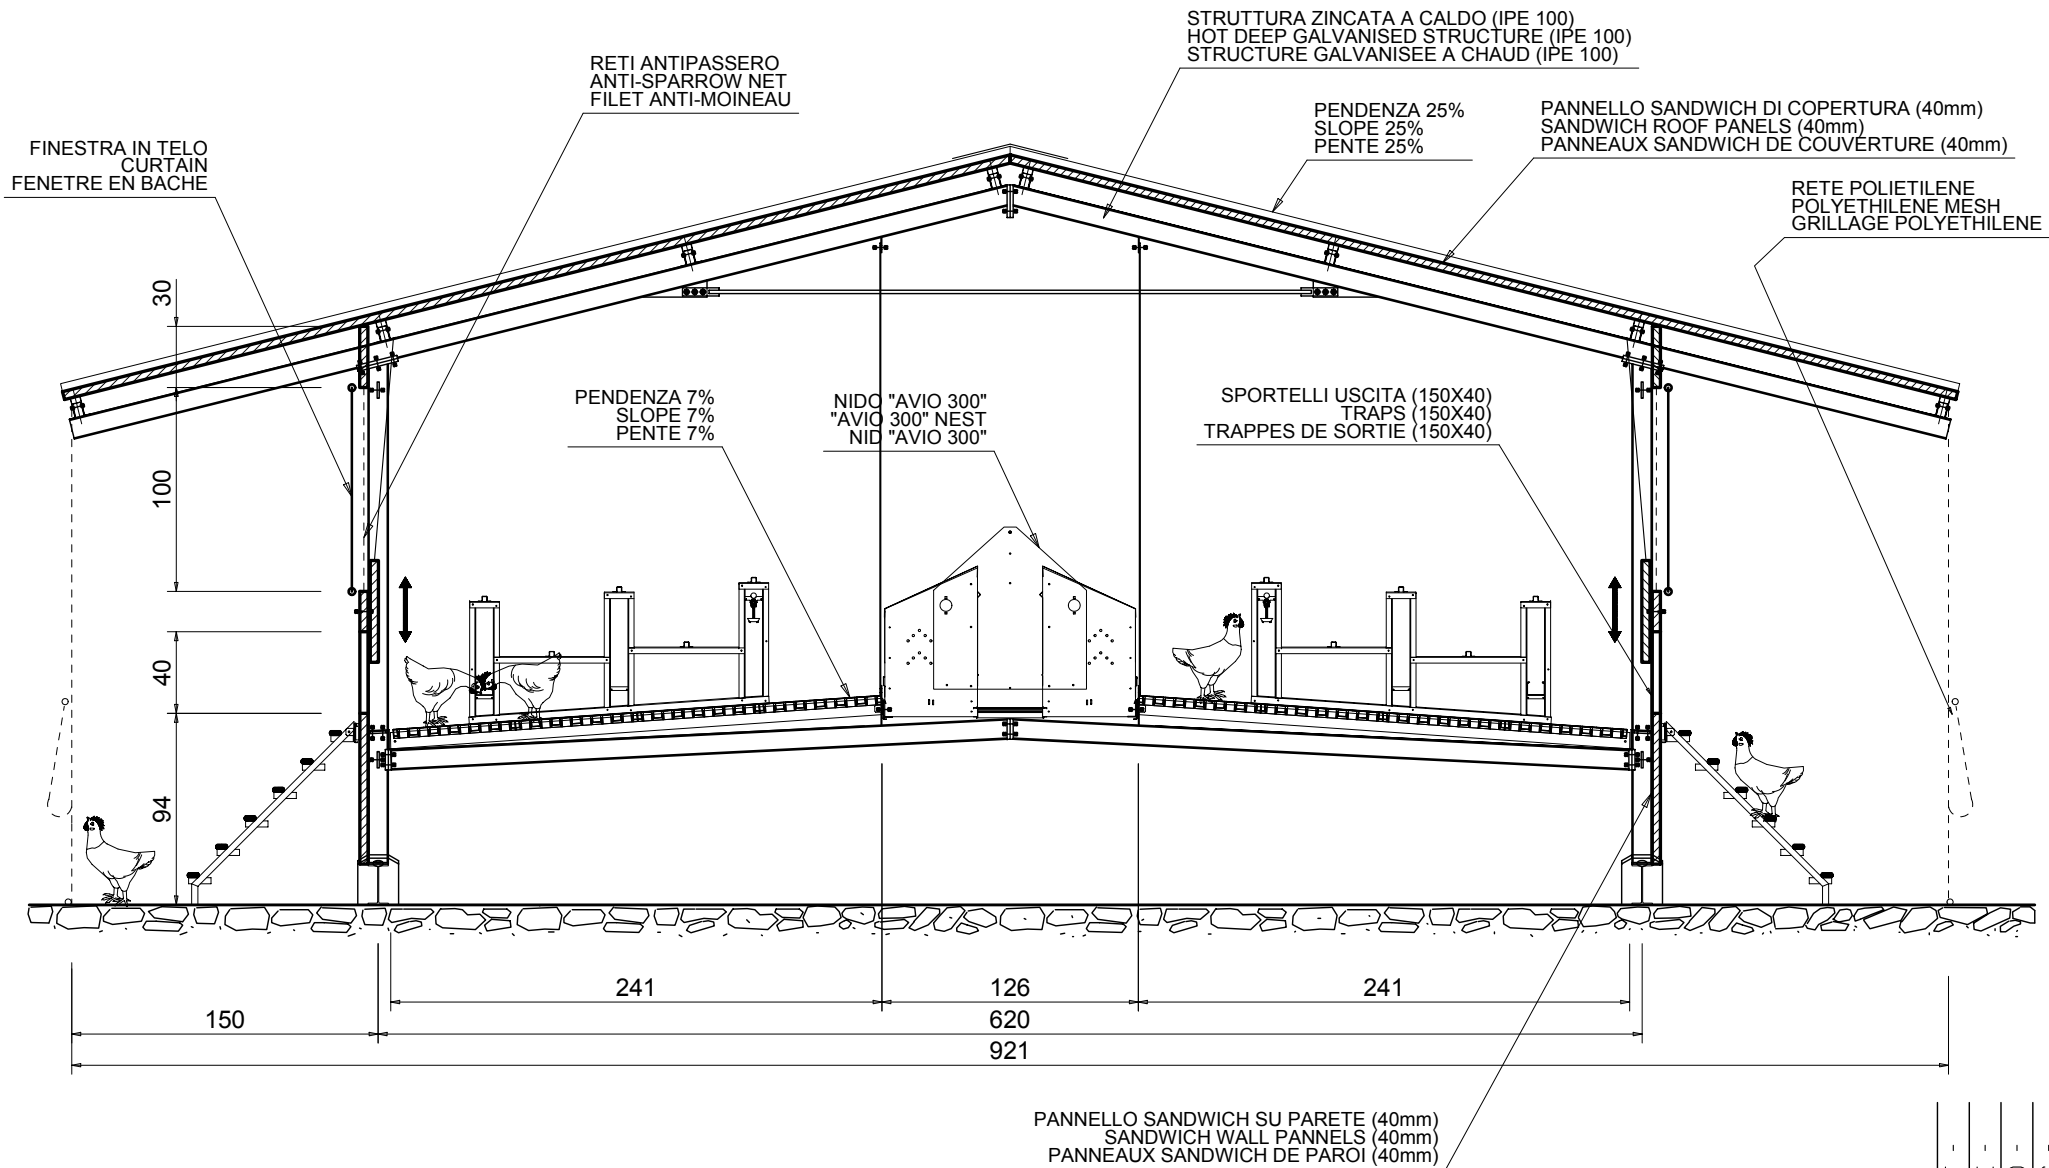 STRUTTURA ZINCATA A CALDO (IPE 100)
HOT DEEP GALVANISED STRUCTURE (IPE 100)
STRUCTURE GALVANISEE A CHAUD (IPE 100)
RETI ANTIPASSERO
ANTI-SPARROW NET
FILET ANTI-MOINEAU
PENDENZA 25%
SLOPE 25%
PENTE 25%
PANNELLO SANDWICH DI COPERTURA (40mm)
SANDWICH ROOF PANELS (40mm)
PANNEAUX SANDWICH DE COUVERTURE (40mm)
FINESTRA IN TELO
CURTAIN
FENETRE EN BACHE
RETE POLIETILENE
POLYETHILENE MESH
GRILLAGE POLYETHILENE
30
100
40
94
PENDENZA 7%
SLOPE 7%
PENTE 7%
NIDO "AVIO 300"
"AVIO 300" NEST
NID "AVIO 300"
SPORTELLI USCITA (150X40)
TRAPS (150X40)
TRAPPES DE SORTIE (150X40)
241
126
241
150
620
921
PANNELLO SANDWICH SU PARETE (40mm)
SANDWICH WALL PANNELS (40mm)
PANNEAUX SANDWICH DE PAROI (40mm)